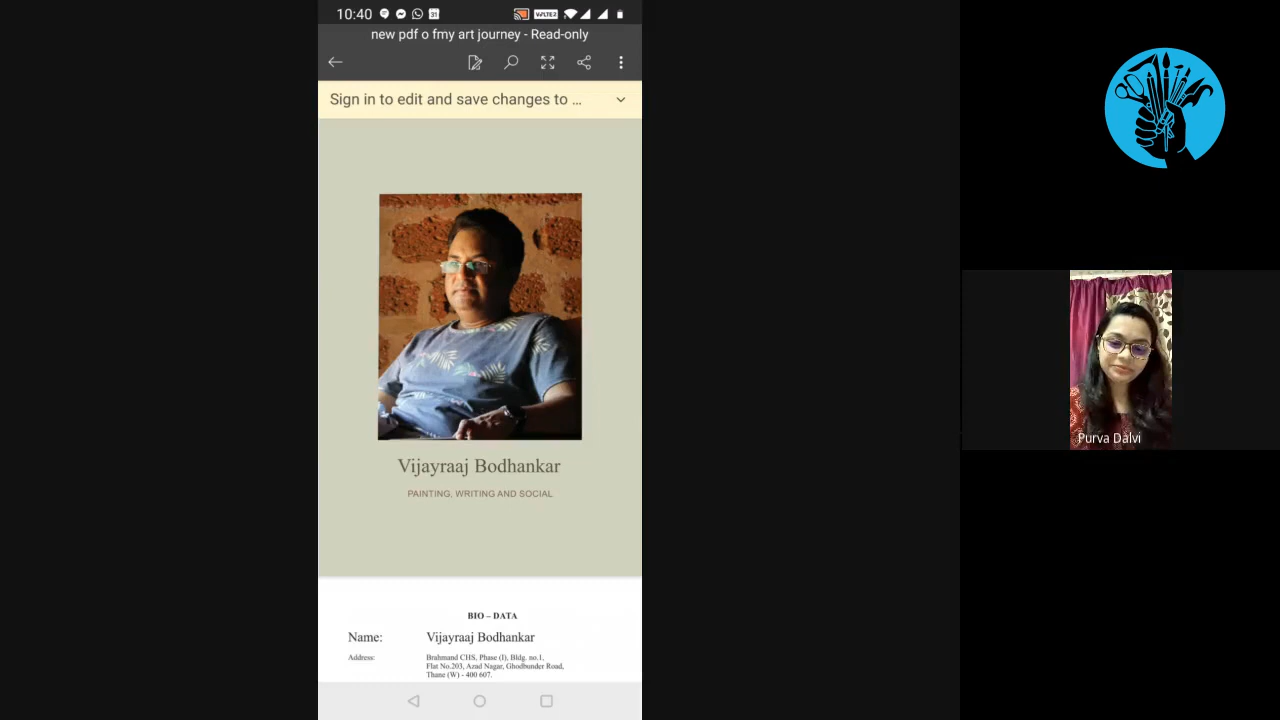 10:40
31
VoLTE2
new pdf o fmy art journey - Read-only
Sign in to edit and save changes to ...
Vijayraaj Bodhankar
PAINTING, WRITING AND SOCIAL
BIO – DATA
Name: Vijayraaj Bodhankar
Address: Brahmand CHS, Phase (I), Bldg. no.1,
Flat No.203, Azad Nagar, Ghodbunder Road,
Thane (W) - 400 607.
Purva Dalvi